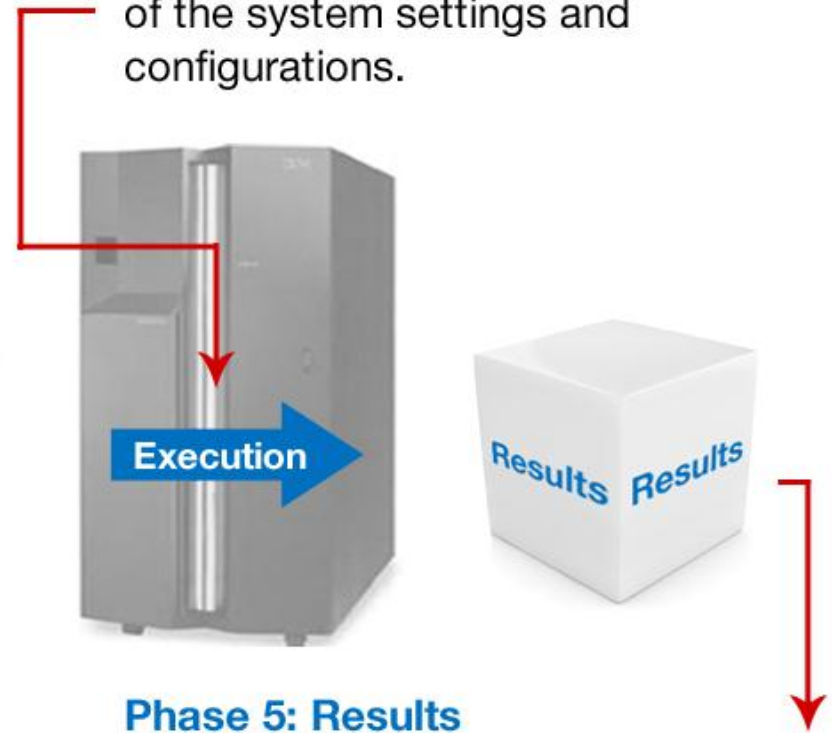 of the system settings and
configurations.
Execution
Results Results
Phase 5: Results